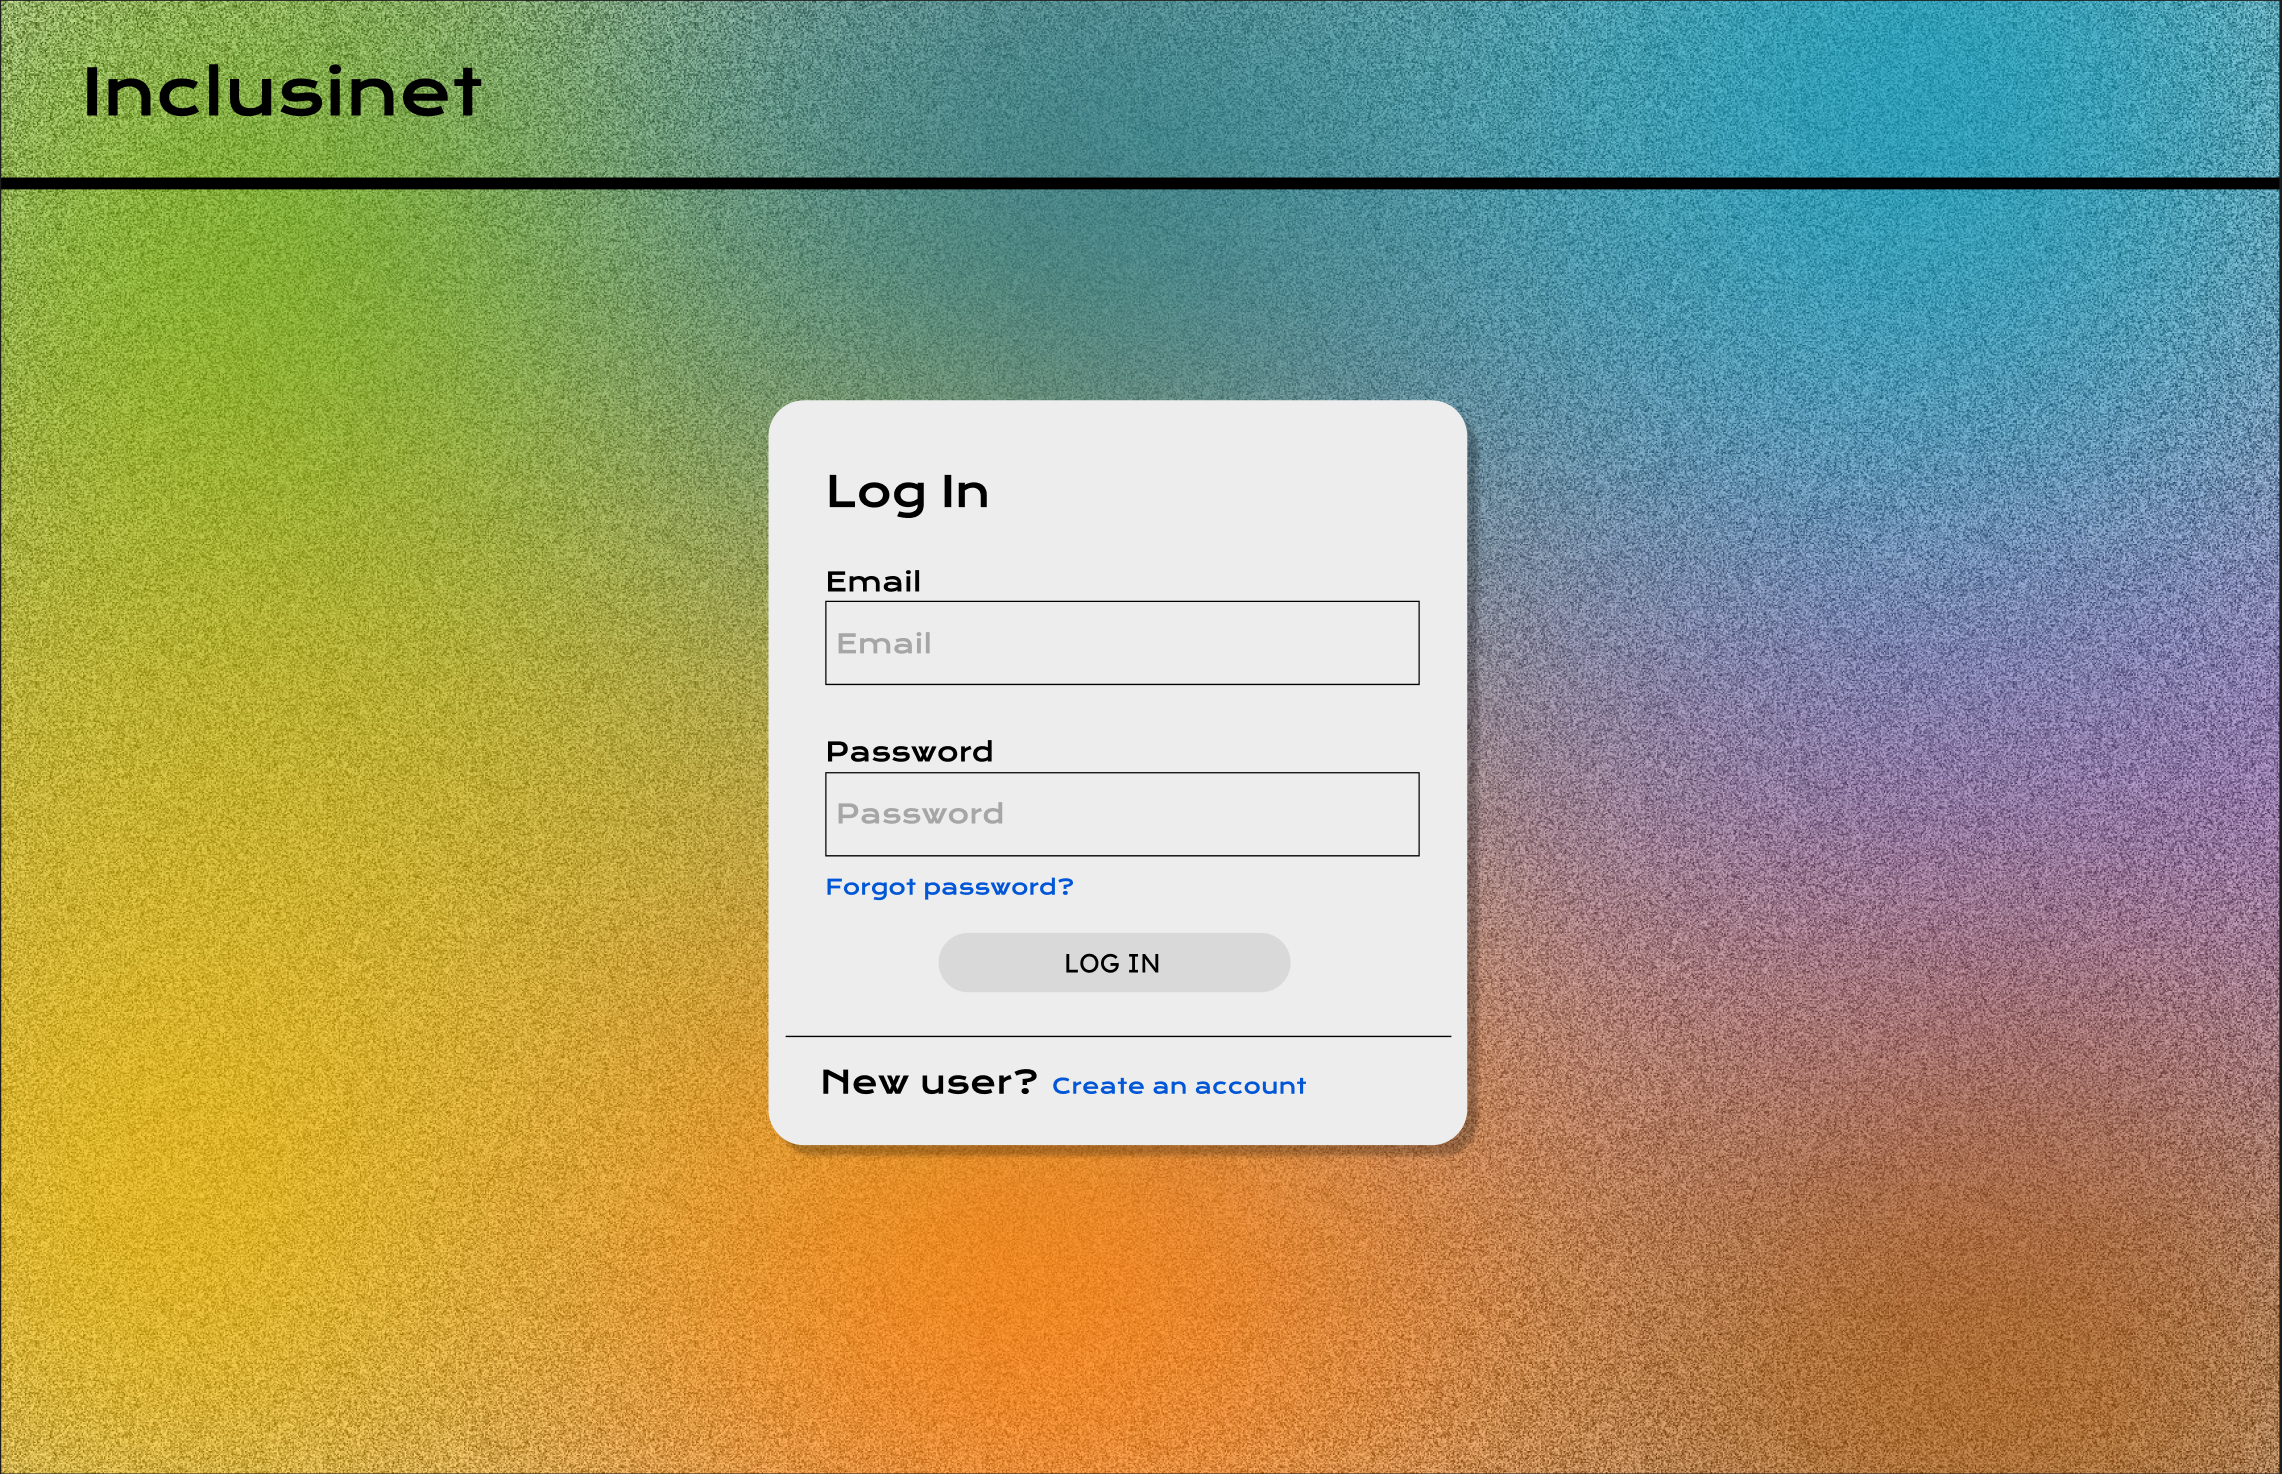 Inclusinet
Log In
Email
Email
Password
Password
Forgot password?
LOG IN
New user? Create an account